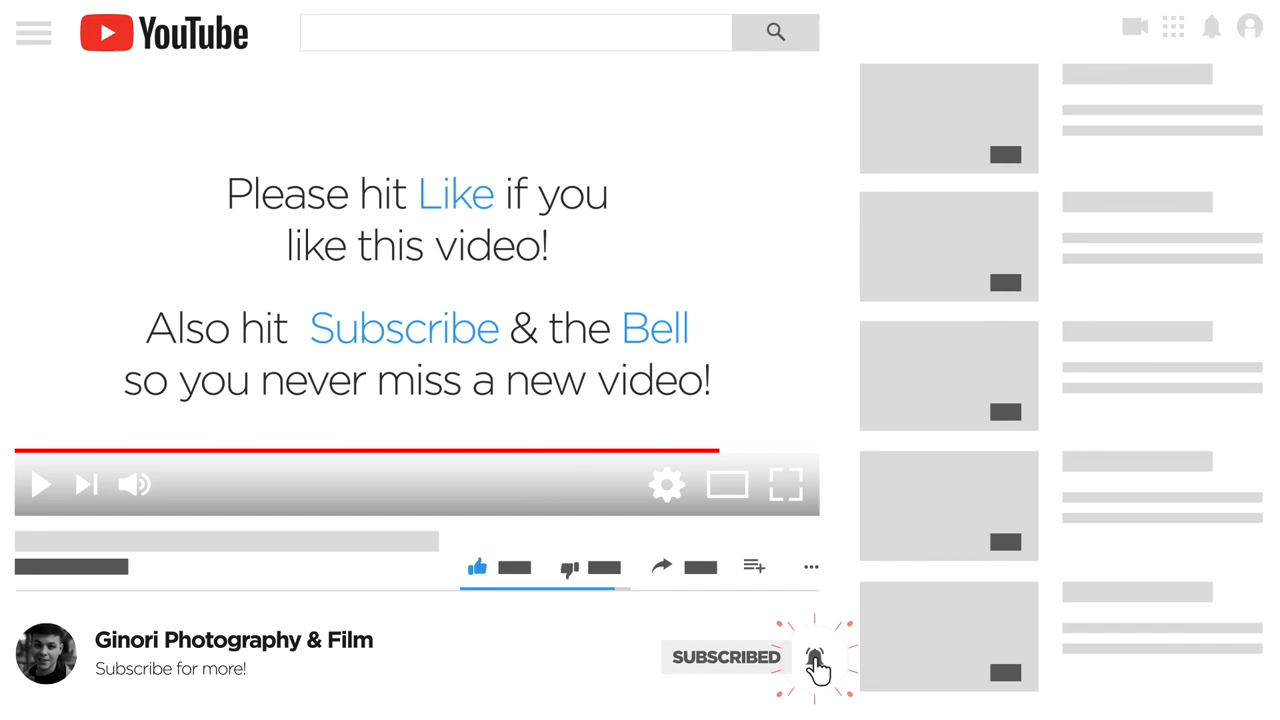 YouTube
Please hit Like if you
like this video!
Also hit Subscribe & the Bell
so you never miss a new video!
Ginori Photography & Film
Subscribe for more!
SUBSCRIBED